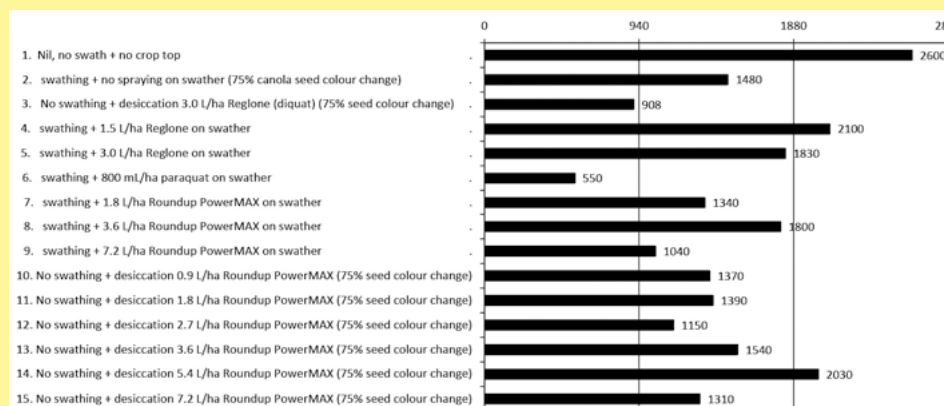 0 940 1880
1. Nil, no swath + no crop top . 2600
2. swathing + no spraying on swather (75% canola seed colour change) . 1480
3. No swathing + desiccation 3.0 L/ha Reglone (diquat) (75% seed colour change) . 908
4. swathing + 1.5 L/ha Reglone on swather . 2100
5. swathing + 3.0 L/ha Reglone on swather . 1830
6. swathing + 800 mL/ha paraquat on swather . 550
7. swathing + 1.8 L/ha Roundup PowerMAX on swather . 1340
8. swathing + 3.6 L/ha Roundup PowerMAX on swather . 1800
9. swathing + 7.2 L/ha Roundup PowerMAX on swather . 1040
10. No swathing + desiccation 0.9 L/ha Roundup PowerMAX (75% seed colour change) 1370
11. No swathing + desiccation 1.8 L/ha Roundup PowerMAX (75% seed colour change) 1390
12. No swathing + desiccation 2.7 L/ha Roundup PowerMAX (75% seed colour change) 1150
13. No swathing + desiccation 3.6 L/ha Roundup PowerMAX (75% seed colour change) 1540
14. No swathing + desiccation 5.4 L/ha Roundup PowerMAX (75% seed colour change) 2030
15. No swathing + desiccation 7.2 L/ha Roundup PowerMAX (75% seed colour change) 1310